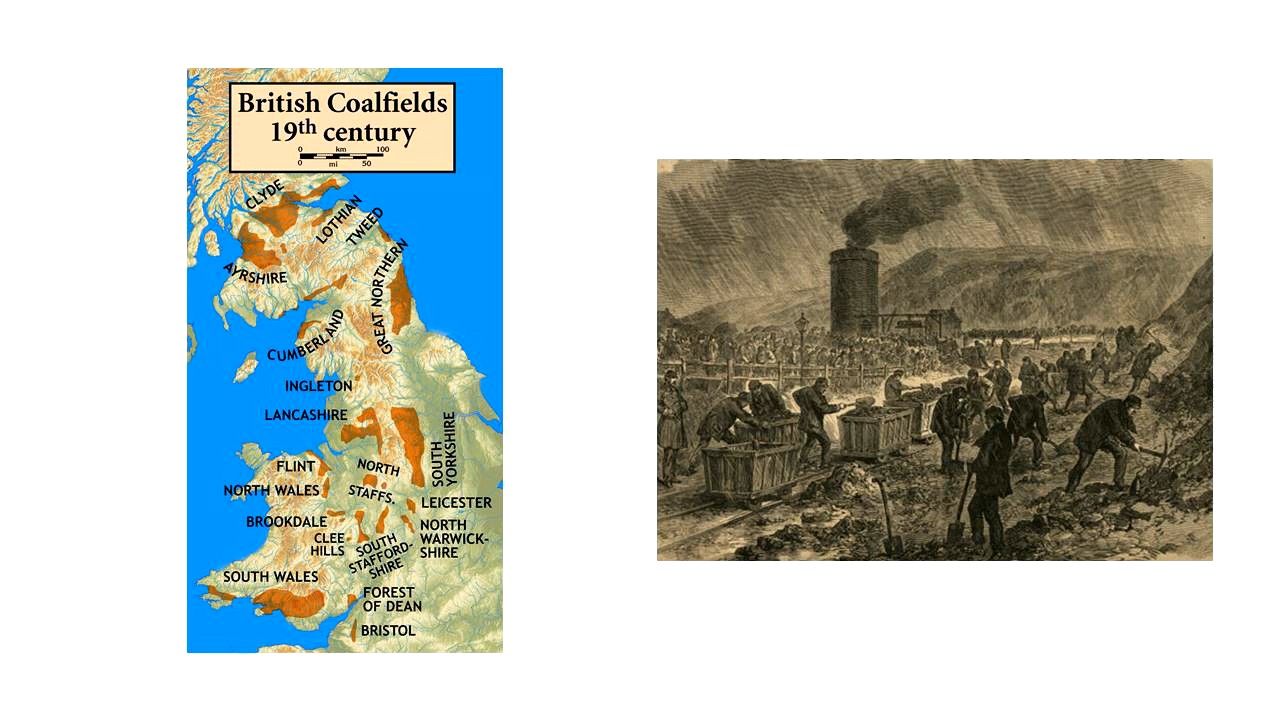 British Coalfields
19th century
0 km 100
0 mi 50
CLYDE
LOTHIAN
TWEED
AYRSHIRE
GREAT NORTHERN
CUMBERLAND
INGLETON
LANCASHIRE
SOUTH
YORKSHIRE
FLINT
NORTH
STAFFS.
NORTH WALES
LEICESTER
BROOKDALE
CLEE
HILLS
SOUTH
STAFFORD-
SHIRE
NORTH
WARWICK-
SHIRE
SOUTH WALES
FOREST
OF DEAN
BRISTOL